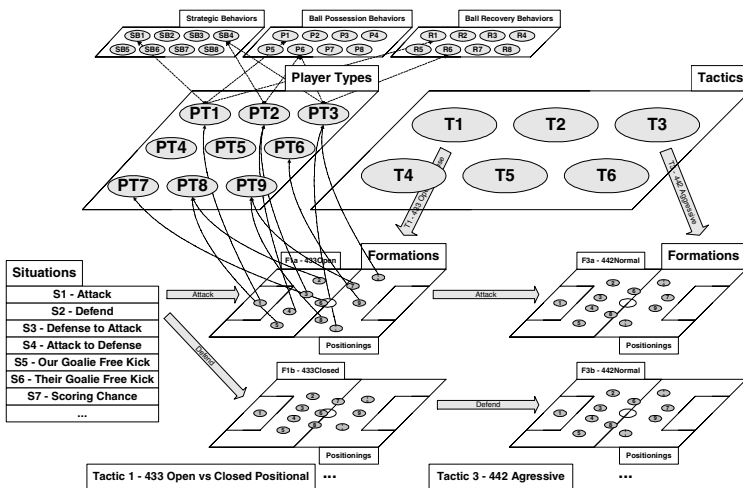 Strategic Behaviors
Ball Possession Behaviors
Ball Recovery Behaviors
SB1 SB2 SB3 SB4
SB5 SB6 SB7 SB8
P1 P2 P3 P4
P5 P6 P7 P8
R1 R2 R3 R4
R5 R6 R7 R8
Player Types
PT1 PT2 PT3
PT4 PT5 PT6
PT7 PT8 PT9
Tactics
T1 T2 T3
T4 T5 T6
T3 - 442 Aggressive
Situations
S1 - Attack
S2 - Defend
S3 - Defense to Attack
S4 - Attack to Defense
S5 - Our Goalie Free Kick
S6 - Their Goalie Free Kick
S7 - Scoring Chance
...
Attack
Defend
F1a - 433Open
Formations
Positionings
Attack
F3a - 442Normal
Formations
Positionings
F1b - 433Closed
Positionings
Defend
F3b - 442Normal
Positionings
Tactic 1 - 433 Open vs Closed Positional ...
Tactic 3 - 442 Agressive ...